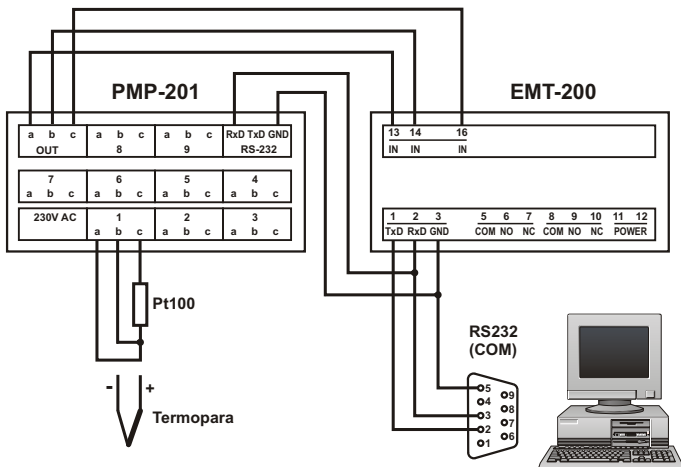 PMP-201
EMT-200
a b c a b c a b c RxD TxD GND
OUT 8 9 RS-232
7 6 5 4
a b c a b c a b c a b c
230V AC 1 2 3
a b c a b c a b c
13 14 16
IN IN IN
1 2 3 5 6 7 8 9 10 11 12
TxD RxD GND COM NO NC COM NO NC POWER
Pt100
- +
Termopara
RS232
(COM)
5
9
4
8
3
7
2
6
1